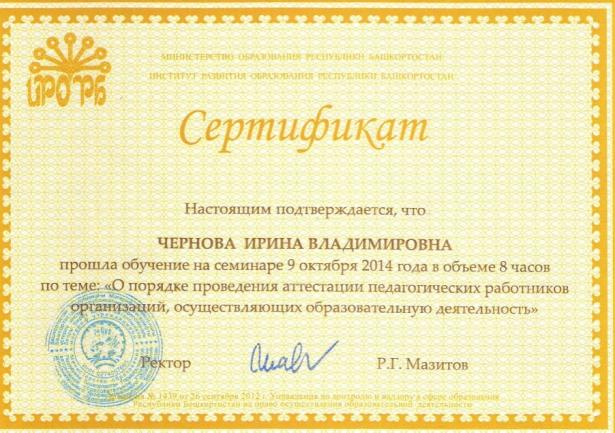 ИРО РБ
МИНИСТЕРСТВО ОБРАЗОВАНИЯ РЕСПУБЛИКИ БАШКОРТОСТАН
ИНСТИТУТ РАЗВИТИЯ ОБРАЗОВАНИЯ РЕСПУБЛИКИ БАШКОРТОСТАН
Сертификат
Настоящим подтверждается, что
ЧЕРНОВА ИРИНА ВЛАДИМИРОВНА
прошла обучение на семинаре 9 октября 2014 года в объеме 8 часов
по теме: «О порядке проведения аттестации педагогических работников
организаций, осуществляющих образовательную деятельность»
Ректор Р.Г. Мазитов
№ 1439 от 26 сентября 2012 г. Управления по контролю и надзору в сфере образования
Республики Башкортостан на право осуществления образовательной деятельности